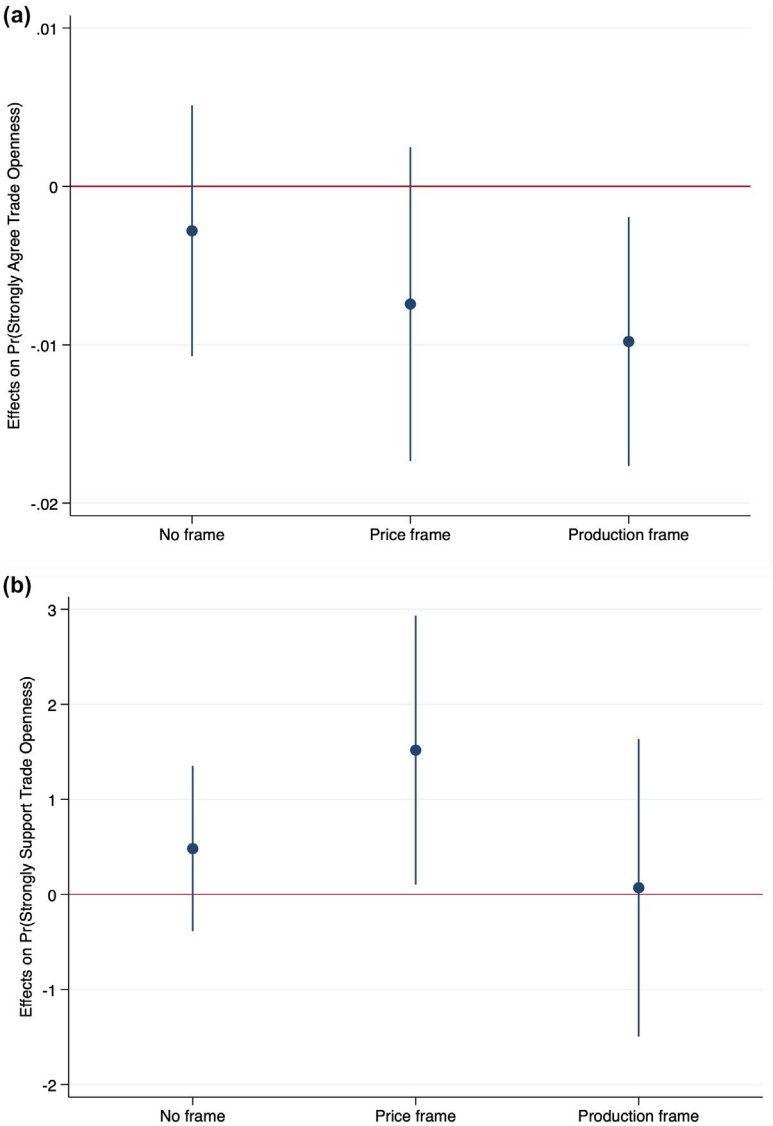 (a)
Effects on Pr(Strongly Agree Trade Openness)
.01
0
-.01
-.02
No frame Price frame Production frame
(b)
Effects on Pr(Strongly Support Trade Openness)
3
2
1
0
-1
-2
No frame Price frame Production frame